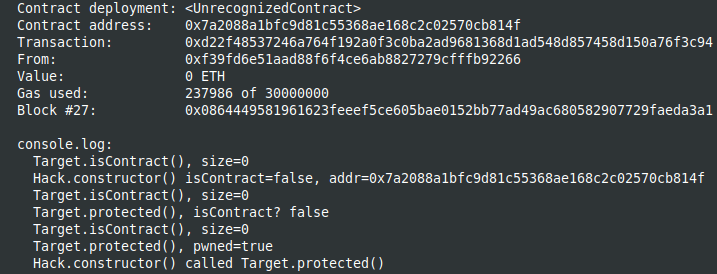 Contract deployment: <UnrecognizedContract>
Contract address: 0x7a2088a1bfc9d81c55368ae168c2c02570cb814f
Transaction: 0xd22f48537246a764f192a0f3c0ba2ad9681368d1ad548d857458d150a76f3c94
From: 0xf39fd6e51aad88f6f4ce6ab8827279cfffb92266
Value: 0 ETH
Gas used: 237986 of 30000000
Block #27: 0x0864449581961623feeef5ce605bae0152bb77ad49ac680582907729faeda3a1
console.log:
Target.isContract(), size=0
Hack.constructor() isContract=false, addr=0x7a2088a1bfc9d81c55368ae168c2c02570cb814f
Target.isContract(), size=0
Target.protected(), isContract? false
Target.isContract(), size=0
Target.protected(), pwned=true
Hack.constructor() called Target.protected()